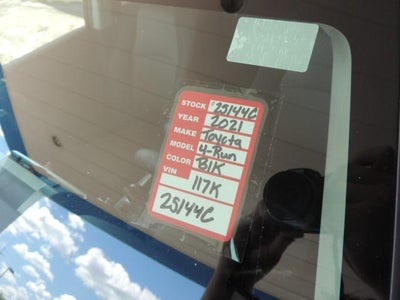 STOCK 25144C
YEAR 2021
MAKE Toyota
MODEL 4-Run
COLOR Blk
VIN
117K
25144C